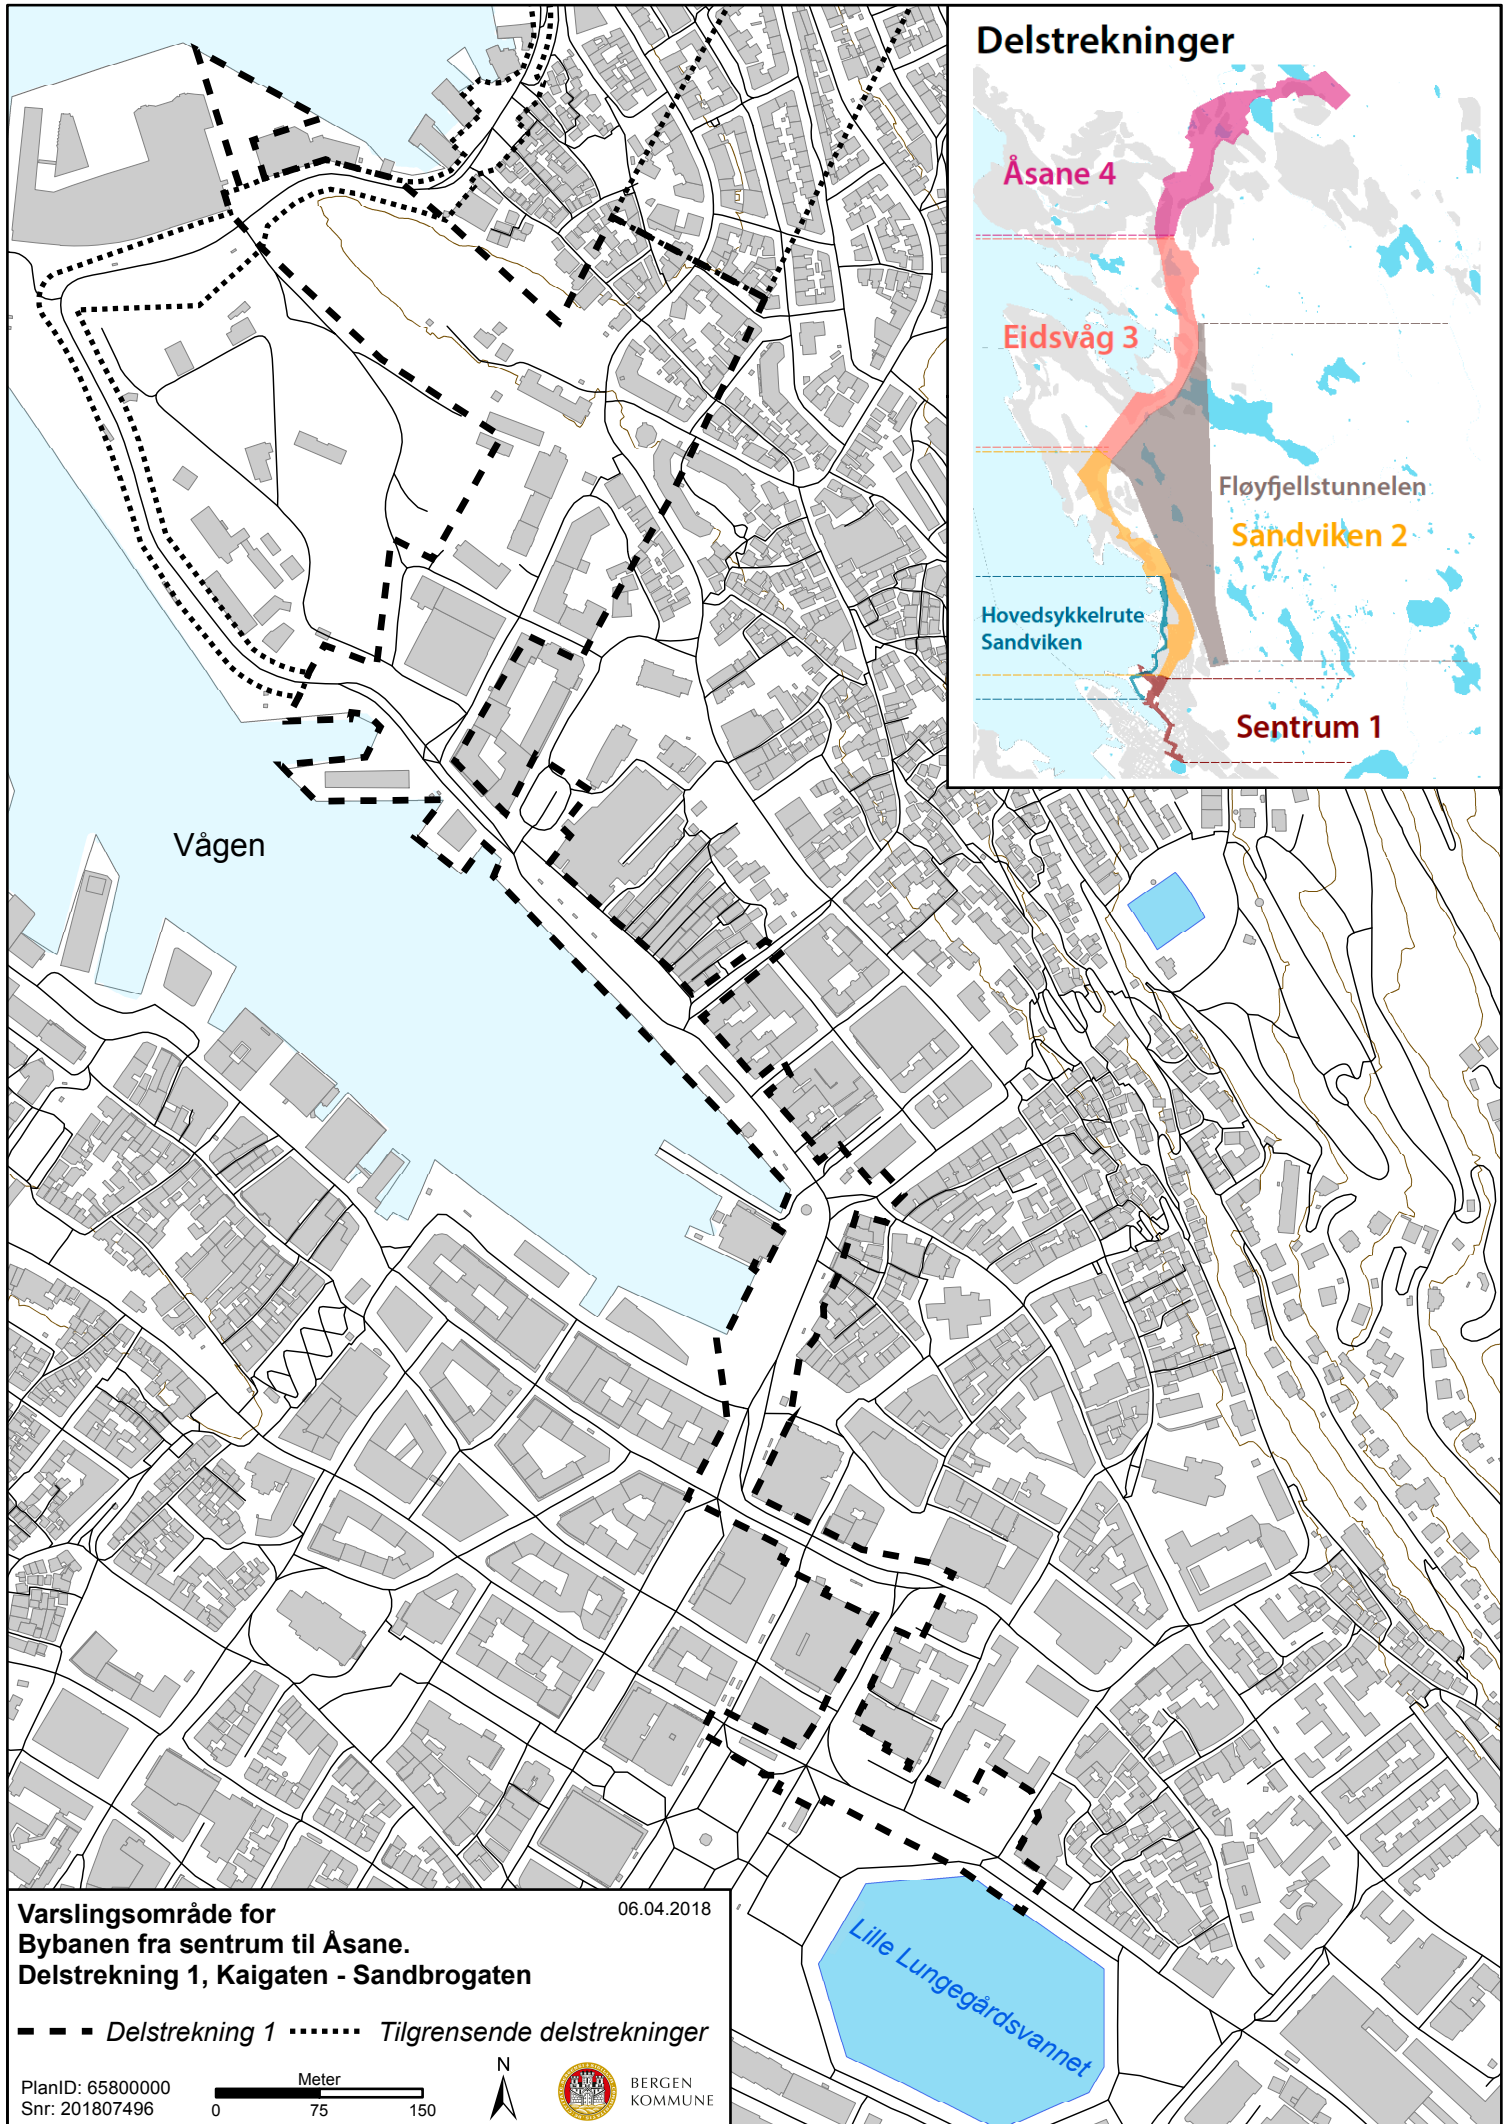 Delstrekninger
Åsane 4
Eidsvåg 3
Fløyfjellstunnelen
Sandviken 2
Hovedsykkelrute
Sandviken
Sentrum 1
Vågen
Lille Lungegårdsvannet
Varslingsområde for
06.04.2018
Bybanen fra sentrum til Åsane.
Delstrekning 1, Kaigaten - Sandbrogaten
Delstrekning 1
Tilgrensende delstrekninger
PlanID: 65800000
Snr: 201807496
Meter
0 75 150
N
BERGEN
KOMMUNE